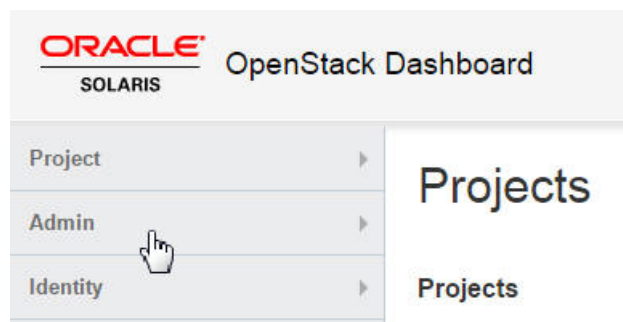 ORACLE
SOLARIS
OpenStack Dashboard
Project
Admin
Identity
Projects
Projects